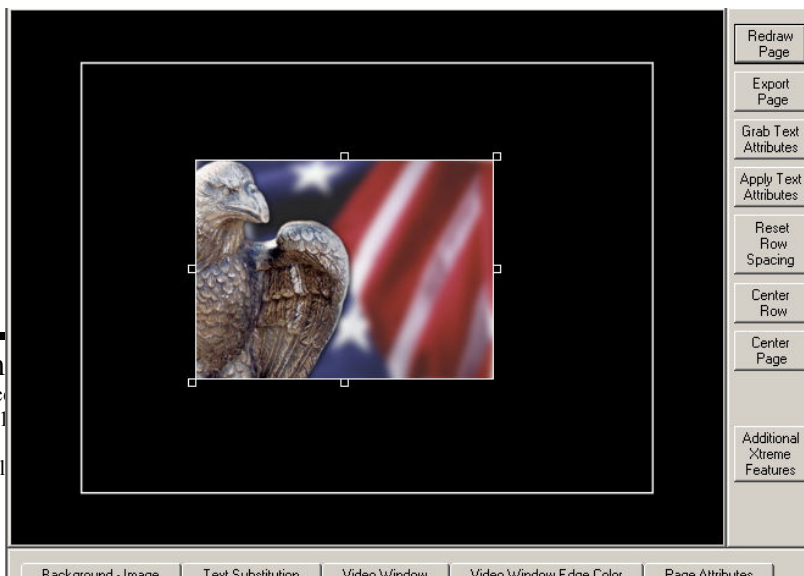 Redraw
Page
Export
Page
Grab Text
Attributes
Apply Text
Attributes
Reset
Row
Spacing
Center
Row
Center
Page
Additional
Xtreme
Features
Background - Image
Text Substitution
Video Window
Video Window Edge Color
Page Attributes